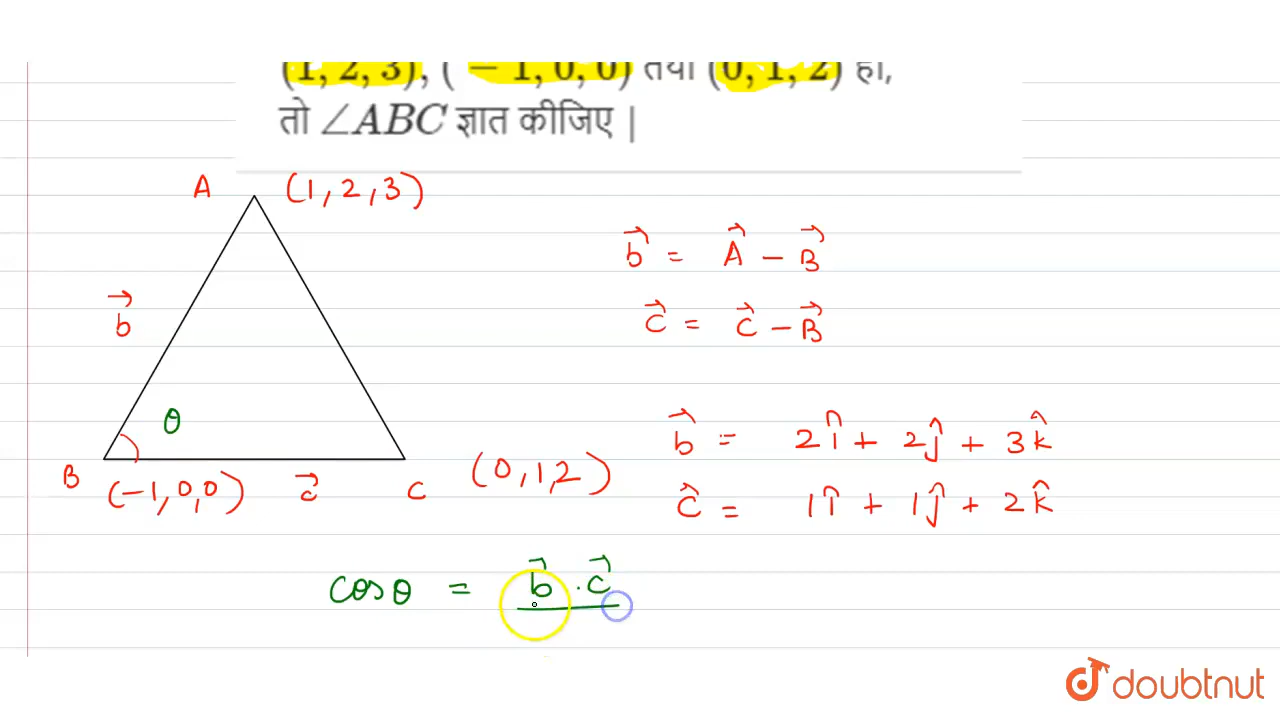 (1, 2, 3), (−1, 0, 0) तथा (0, 1, 2) हों,
तो ∠ABC ज्ञात कीजिए |
A (1, 2, 3)
b⃗ = A⃗ − B⃗
b⃗
c⃗ = C⃗ − B⃗
θ
b⃗ = 2î + 2ĵ + 3k̂
B (−1, 0, 0) c⃗ C (0, 1, 2)
c⃗ = 1î + 1ĵ + 2k̂
cosθ = b⃗ · c⃗
doubtnut